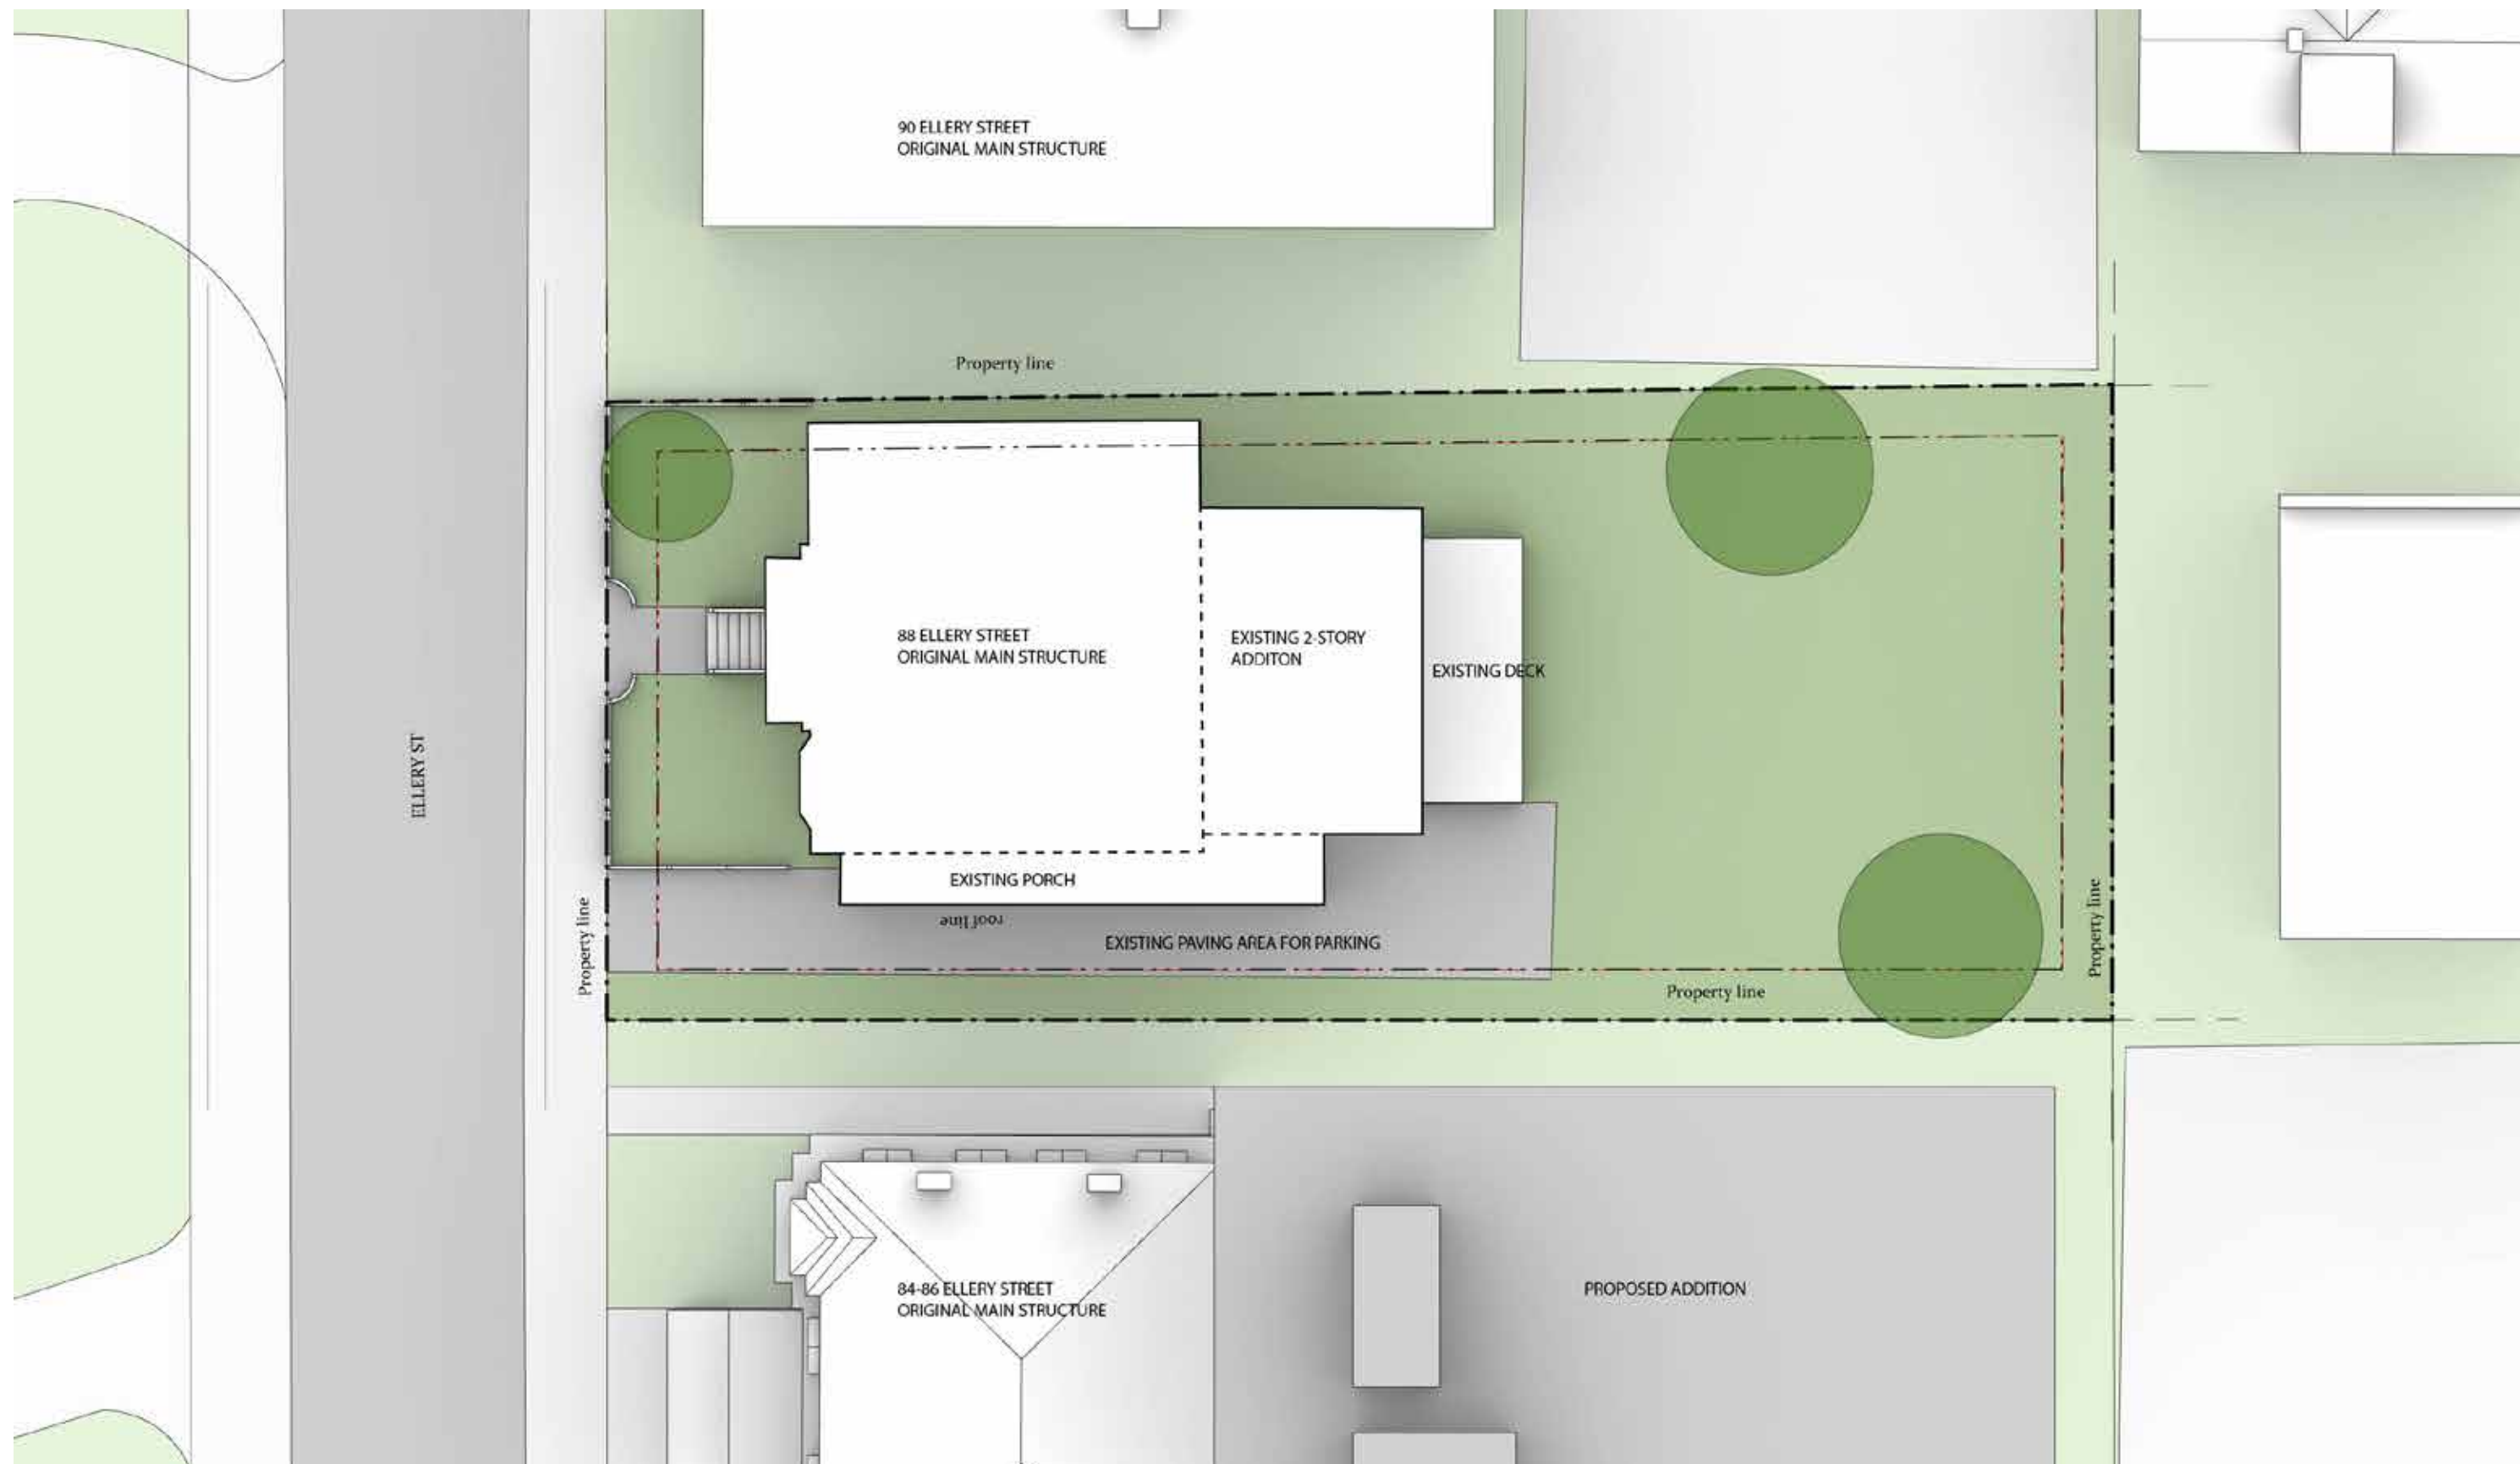 90 ELLERY STREET
ORIGINAL MAIN STRUCTURE
Property line
88 ELLERY STREET
ORIGINAL MAIN STRUCTURE
EXISTING 2-STORY
ADDITON
EXISTING DECK
ELLERY ST
EXISTING PORCH
roof line
EXISTING PAVING AREA FOR PARKING
Property line
Property line
Property line
84-86 ELLERY STREET
ORIGINAL MAIN STRUCTURE
PROPOSED ADDITION